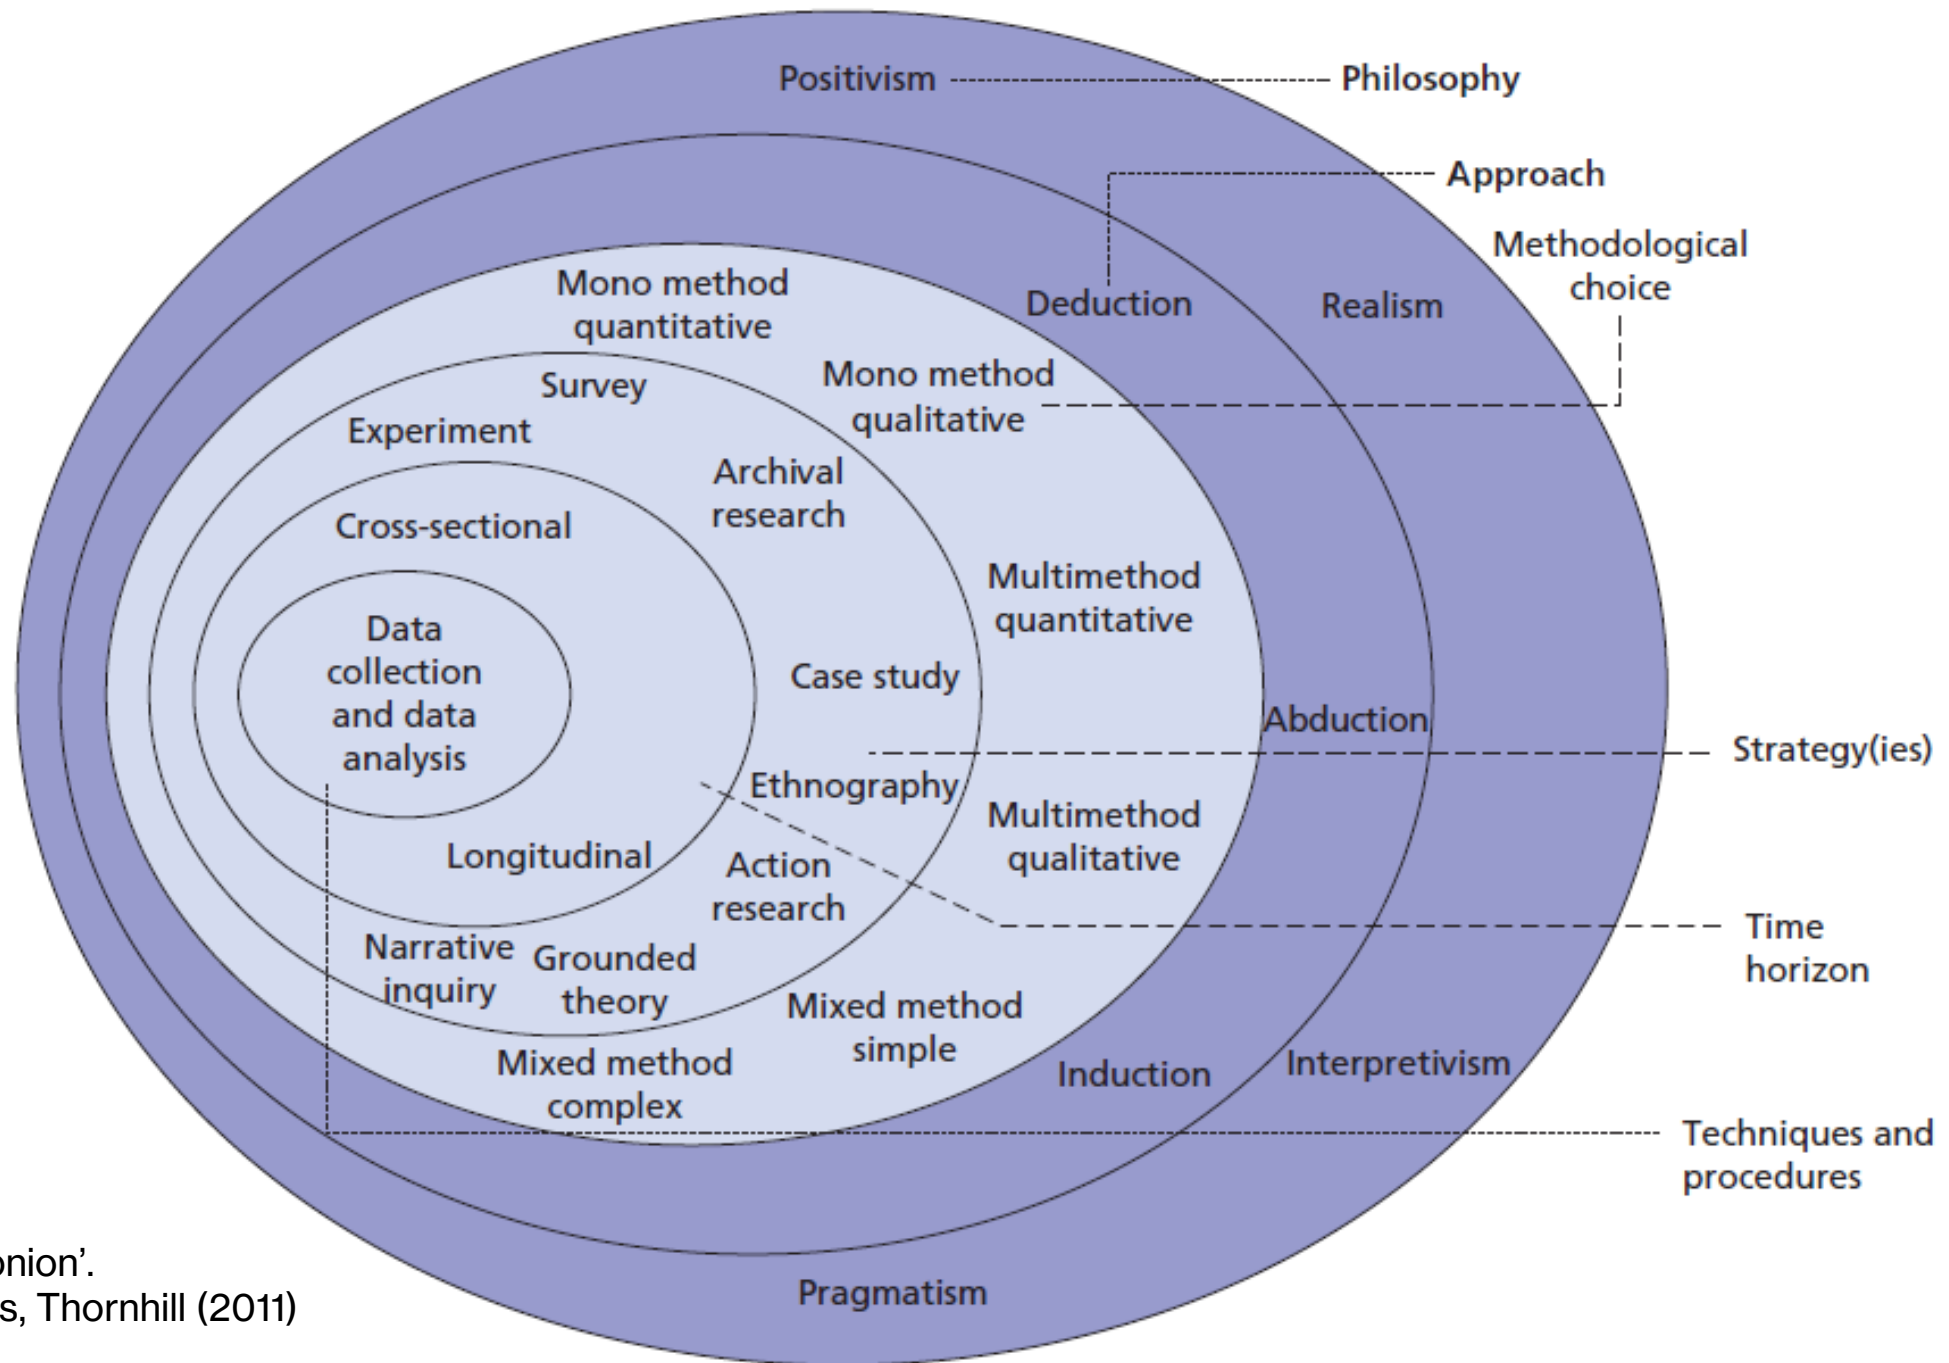 Positivism
Philosophy
Approach
Methodological
choice
Deduction
Realism
Mono method
quantitative
Mono method
qualitative
Survey
Experiment
Archival
research
Cross-sectional
Multimethod
quantitative
Data
collection
and data
analysis
Case study
Abduction
Strategy(ies)
Ethnography
Multimethod
qualitative
Longitudinal
Action
research
Time
horizon
Narrative
inquiry
Grounded
theory
Mixed method
simple
Mixed method
complex
Induction
Interpretivism
Techniques and
procedures
Pragmatism
onion’.
s, Thornhill (2011)